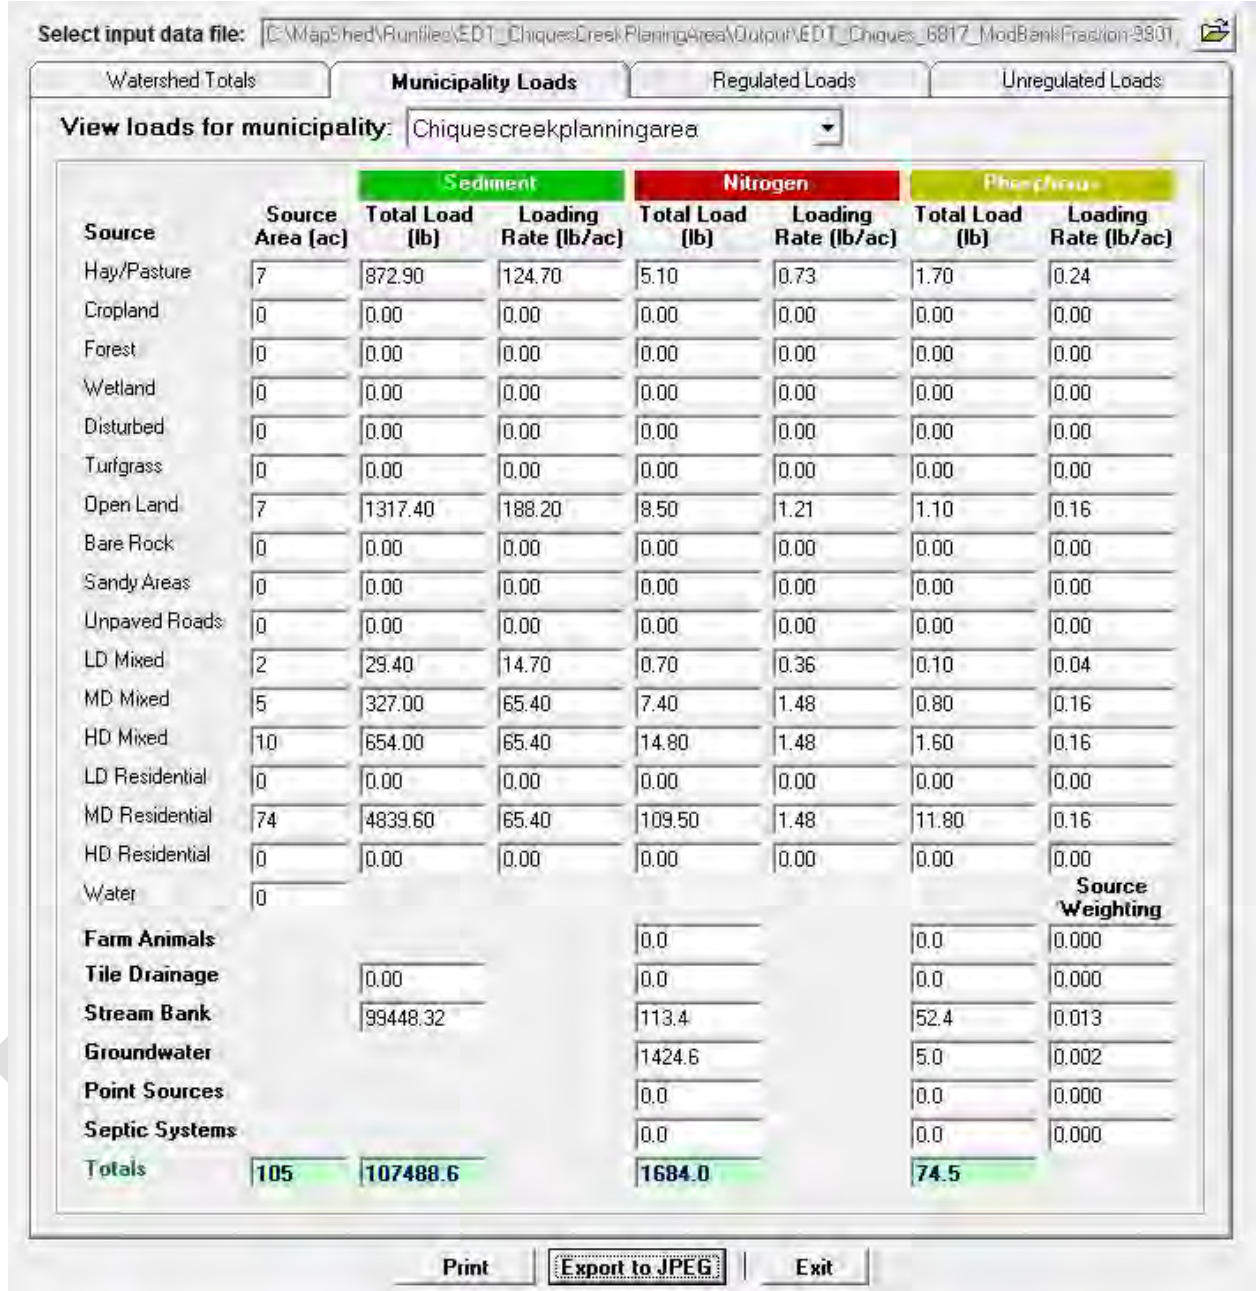 Select input data file: C:\MapShed\Runfiles\EDT_ChiquesCreekPlaningArea\Output\EDT_Chiques_6817_ModBankFraction-9901
Watershed Totals Municipality Loads Regulated Loads Unregulated Loads
View loads for municipality: Chiquescreekplanningarea
Sediment Nitrogen Phosphorus
Source Source Area (ac) Total Load (lb) Loading Rate (lb/ac) Total Load (lb) Loading Rate (lb/ac) Total Load (lb) Loading Rate (lb/ac)
Hay/Pasture 7 872.90 124.70 5.10 0.73 1.70 0.24
Cropland 0 0.00 0.00 0.00 0.00 0.00 0.00
Forest 0 0.00 0.00 0.00 0.00 0.00 0.00
Wetland 0 0.00 0.00 0.00 0.00 0.00 0.00
Disturbed 0 0.00 0.00 0.00 0.00 0.00 0.00
Turfgrass 0 0.00 0.00 0.00 0.00 0.00 0.00
Open Land 7 1317.40 188.20 8.50 1.21 1.10 0.16
Bare Rock 0 0.00 0.00 0.00 0.00 0.00 0.00
Sandy Areas 0 0.00 0.00 0.00 0.00 0.00 0.00
Unpaved Roads 0 0.00 0.00 0.00 0.00 0.00 0.00
LD Mixed 2 29.40 14.70 0.70 0.36 0.10 0.04
MD Mixed 5 327.00 65.40 7.40 1.48 0.80 0.16
HD Mixed 10 654.00 65.40 14.80 1.48 1.60 0.16
LD Residential 0 0.00 0.00 0.00 0.00 0.00 0.00
MD Residential 74 4839.60 65.40 109.50 1.48 11.80 0.16
HD Residential 0 0.00 0.00 0.00 0.00 0.00 0.00
Water 0
Source Weighting
Farm Animals 0.0 0.0 0.000
Tile Drainage 0.00 0.0 0.0 0.000
Stream Bank 99448.32 113.4 52.4 0.013
Groundwater 1424.6 5.0 0.002
Point Sources 0.0 0.0 0.000
Septic Systems 0.0 0.0 0.000
Totals 105 107488.6 1684.0 74.5
Print Export to JPEG Exit